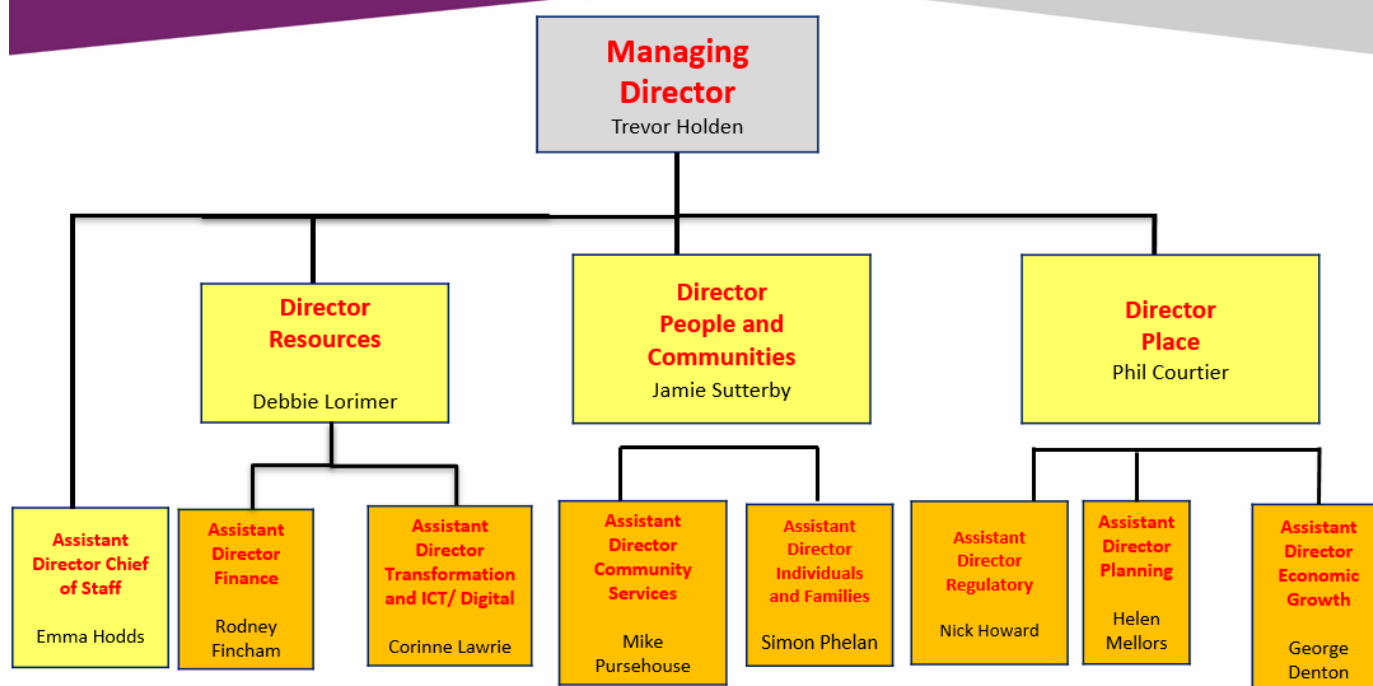 Managing
Director
Trevor Holden
Director
Resources
Debbie Lorimer
Director
People and
Communities
Jamie Sutterby
Director
Place
Phil Courtier
Assistant
Director Chief
of Staff
Emma Hodds
Assistant
Director
Finance
Rodney
Fincham
Assistant
Director
Transformation
and ICT/ Digital
Corinne Lawrie
Assistant
Director
Community
Services
Mike
Pursehouse
Assistant
Director
Individuals
and Families
Simon Phelan
Assistant
Director
Regulatory
Nick Howard
Assistant
Director
Planning
Helen
Mellors
Assistant
Director
Economic
Growth
George
Denton